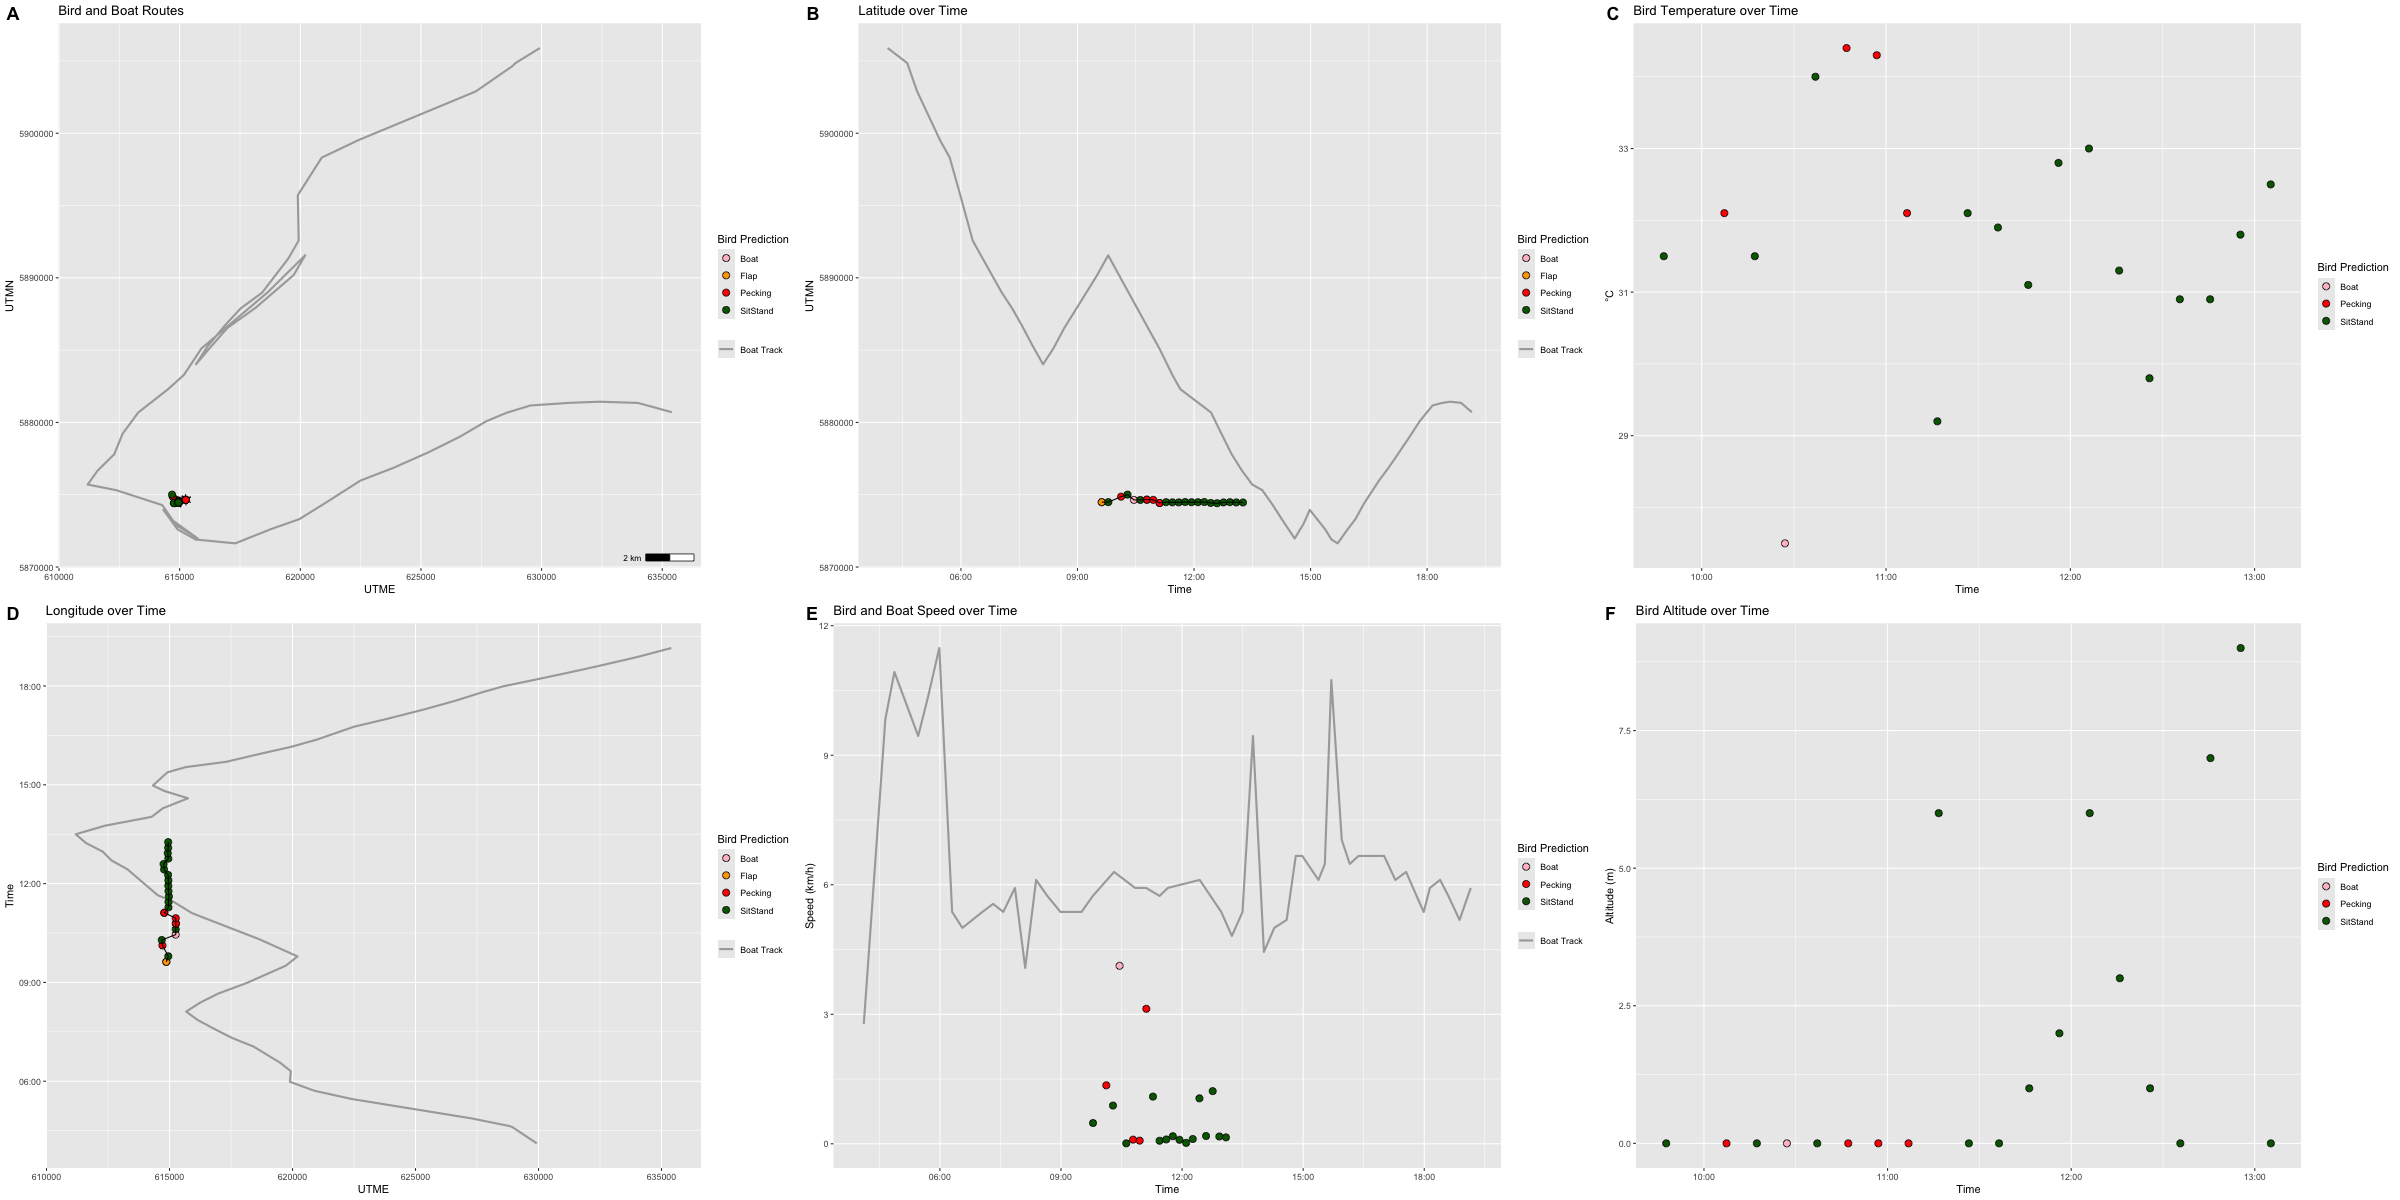 A Bird and Boat Routes
5900000
5890000
5880000
5870000
UTMN
610000 615000 620000 625000 630000 635000
UTME
2 km
Bird Prediction
Boat
Flap
Pecking
SitStand
Boat Track
B Latitude over Time
5900000
5890000
5880000
5870000
UTMN
06:00 09:00 12:00 15:00 18:00
Time
Bird Prediction
Boat
Flap
Pecking
SitStand
Boat Track
C Bird Temperature over Time
33
31
29
°C
10:00 11:00 12:00 13:00
Time
Bird Prediction
Boat
Pecking
SitStand
D Longitude over Time
18:00
15:00
12:00
09:00
06:00
Time
610000 615000 620000 625000 630000 635000
UTME
Bird Prediction
Boat
Flap
Pecking
SitStand
Boat Track
E Bird and Boat Speed over Time
12
9
6
3
0
Speed (km/h)
06:00 09:00 12:00 15:00 18:00
Time
Bird Prediction
Boat
Pecking
SitStand
Boat Track
F Bird Altitude over Time
7.5
5.0
2.5
0.0
Altitude (m)
10:00 11:00 12:00 13:00
Time
Bird Prediction
Boat
Pecking
SitStand